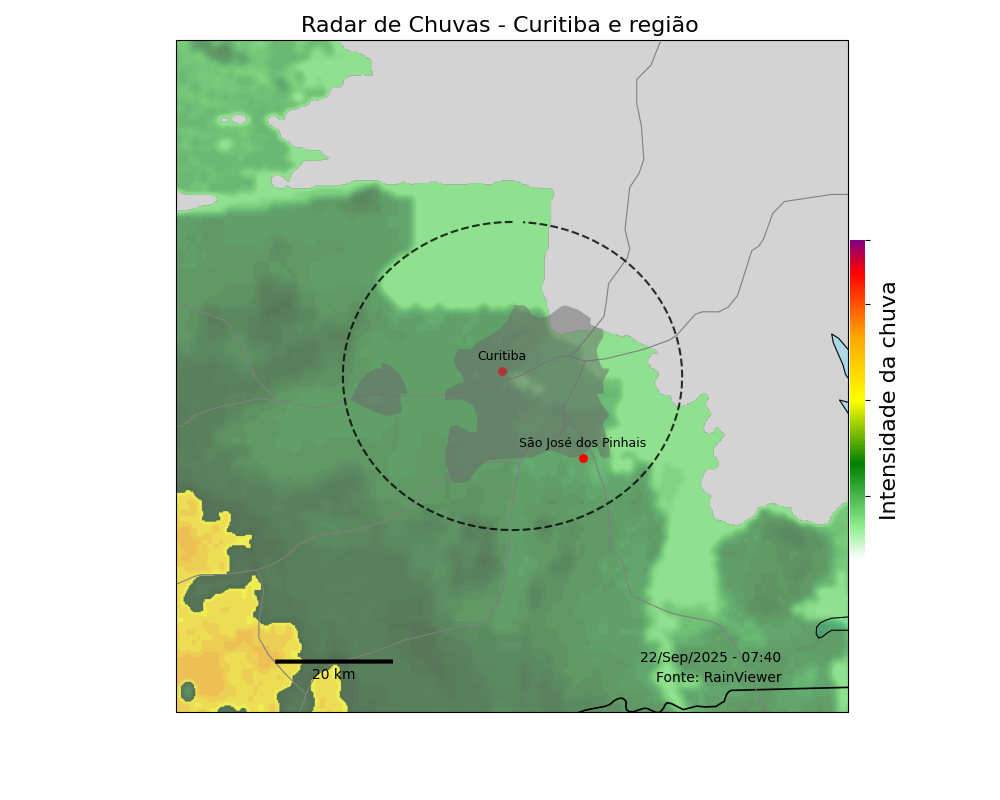 Radar de Chuvas - Curitiba e região
Curitiba
São José dos Pinhais
Intensidade da chuva
22/Sep/2025 - 07:40
Fonte: RainViewer
20 km